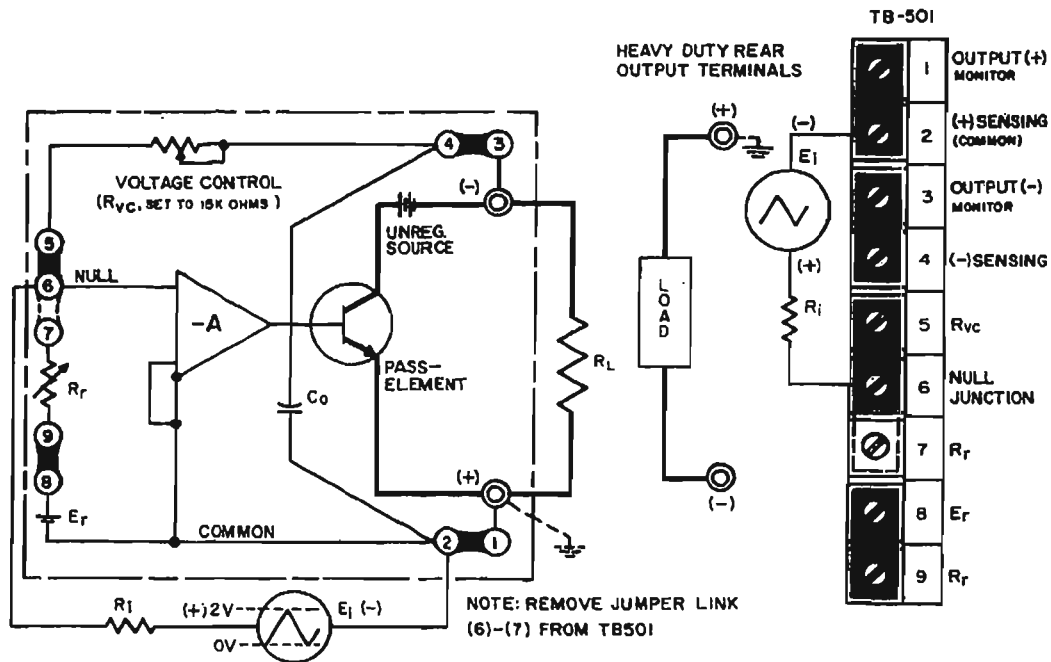 TB-501
HEAVY DUTY REAR
OUTPUT TERMINALS
1 OUTPUT (+)
MONITOR
2 (+) SENSING
(COMMON)
3 OUTPUT (-)
MONITOR
4 (-) SENSING
5 Rvc
6 NULL
JUNCTION
7 Rr
8 Er
9 Rr
(+)
(-)
Ei
(+)
Ri
LOAD
(-)
4 3
(-)
VOLTAGE CONTROL
(RVC, SET TO 15K OHMS)
UNREG.
SOURCE
5
6 NULL
7
-A
PASS-
ELEMENT
RL
Rr
Co
9
8
(+)
Er
COMMON
2 1
R1
(+) 2V
0V
Ei (-)
NOTE: REMOVE JUMPER LINK
(6)-(7) FROM TB501